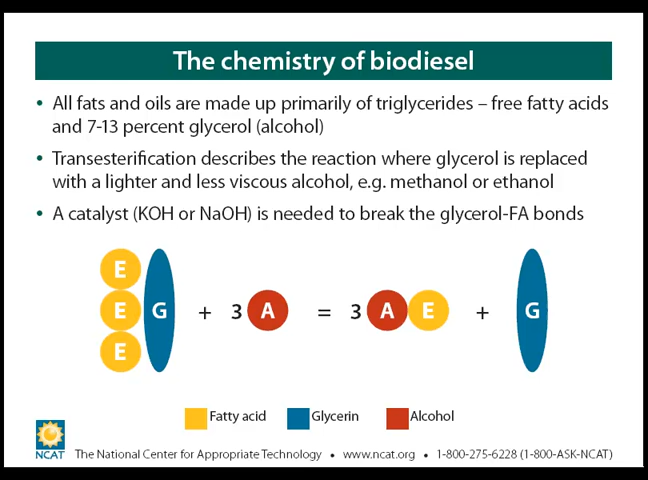 The chemistry of biodiesel
• All fats and oils are made up primarily of triglycerides – free fatty acids
and 7-13 percent glycerol (alcohol)
• Transesterification describes the reaction where glycerol is replaced
with a lighter and less viscous alcohol, e.g. methanol or ethanol
• A catalyst (KOH or NaOH) is needed to break the glycerol-FA bonds
E
E G + 3 A = 3 A E + G
E
Fatty acid Glycerin Alcohol
NCAT The National Center for Appropriate Technology • www.ncat.org • 1-800-275-6228 (1-800-ASK-NCAT)